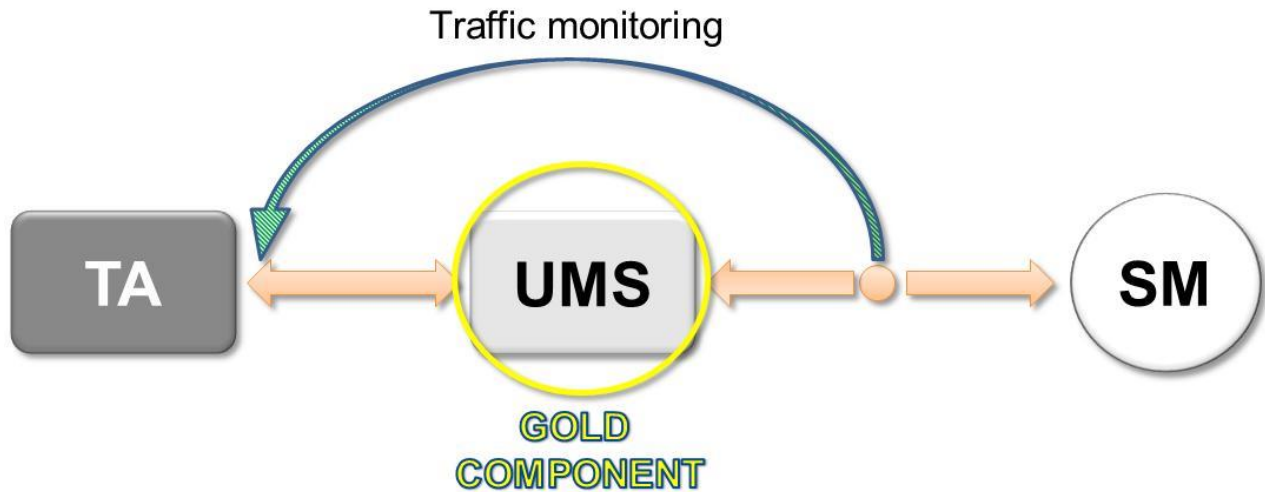 Traffic monitoring
TA
UMS
SM
GOLD
COMPONENT